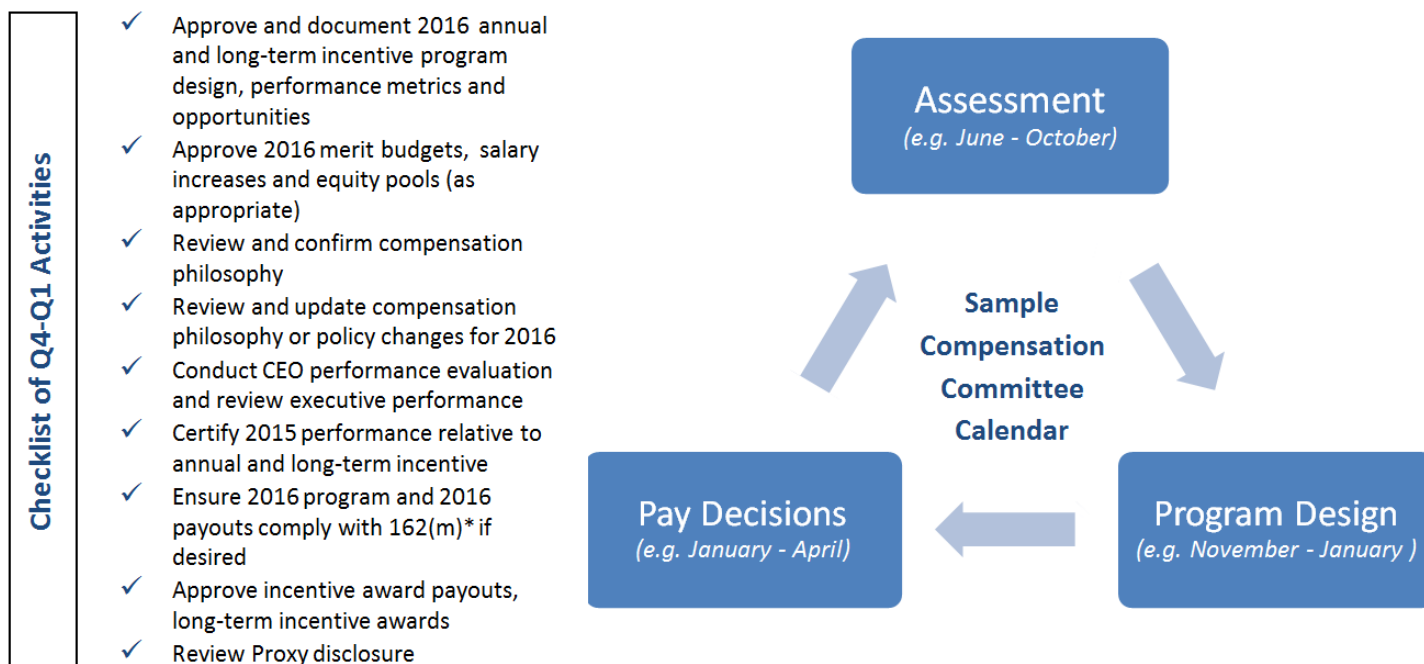 Checklist of Q4-Q1 Activities
✓ Approve and document 2016 annual
and long-term incentive program
design, performance metrics and
opportunities
✓ Approve 2016 merit budgets, salary
increases and equity pools (as
appropriate)
✓ Review and confirm compensation
philosophy
✓ Review and update compensation
philosophy or policy changes for 2016
✓ Conduct CEO performance evaluation
and review executive performance
✓ Certify 2015 performance relative to
annual and long-term incentive
✓ Ensure 2016 program and 2016
payouts comply with 162(m)* if
desired
✓ Approve incentive award payouts,
long-term incentive awards
✓ Review Proxy disclosure
Assessment
(e.g. June - October)
Sample
Compensation
Committee
Calendar
Pay Decisions
(e.g. January - April)
Program Design
(e.g. November - January )